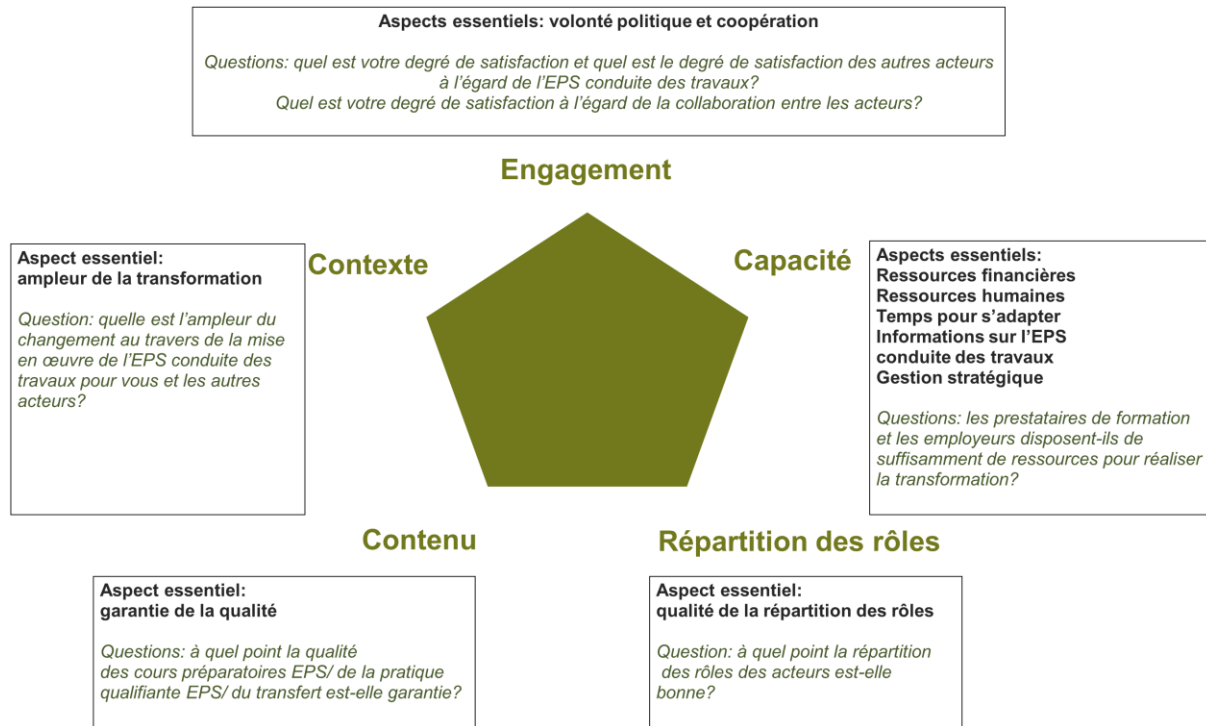 Aspects essentiels: volonté politique et coopération
Questions: quel est votre degré de satisfaction et quel est le degré de satisfaction des autres acteurs
à l'égard de l'EPS conduite des travaux?
Quel est votre degré de satisfaction à l'égard de la collaboration entre les acteurs?
Engagement
Contexte
Aspect essentiel:
ampleur de la transformation
Question: quelle est l'ampleur du
changement au travers de la mise
en œuvre de l'EPS conduite des
travaux pour vous et les autres
acteurs?
Capacité
Aspects essentiels:
Ressources financières
Ressources humaines
Temps pour s'adapter
Informations sur l'EPS
conduite des travaux
Gestion stratégique
Questions: les prestataires de formation
et les employeurs disposent-ils de
suffisamment de ressources pour réaliser
la transformation?
Contenu
Aspect essentiel:
garantie de la qualité
Questions: à quel point la qualité
des cours préparatoires EPS/ de la pratique
qualifiante EPS/ du transfert est-elle garantie?
Répartition des rôles
Aspect essentiel:
qualité de la répartition des rôles
Question: à quel point la répartition
des rôles des acteurs est-elle
bonne?